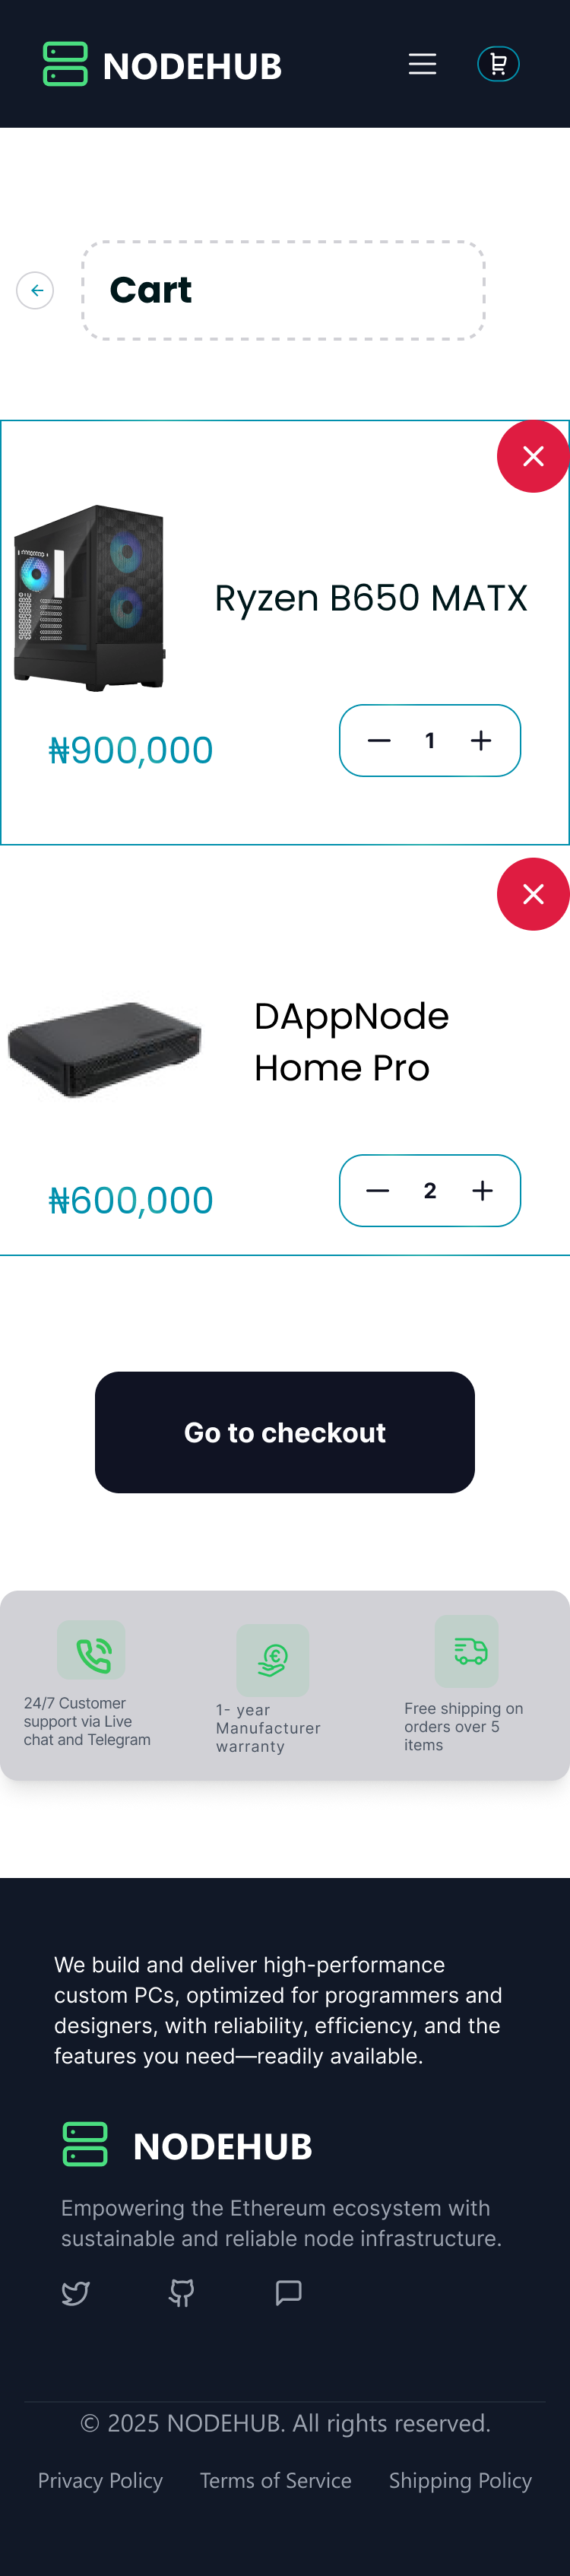 NODEHUB
Cart
Ryzen B650 MATX
₦900,000
1
DAppNode
Home Pro
₦600,000
2
Go to checkout
24/7 Customer
support via Live
chat and Telegram
1- year
Manufacturer
warranty
Free shipping on
orders over 5
items
We build and deliver high-performance
custom PCs, optimized for programmers and
designers, with reliability, efficiency, and the
features you need—readily available.
NODEHUB
Empowering the Ethereum ecosystem with
sustainable and reliable node infrastructure.
© 2025 NODEHUB. All rights reserved.
Privacy Policy Terms of Service Shipping Policy